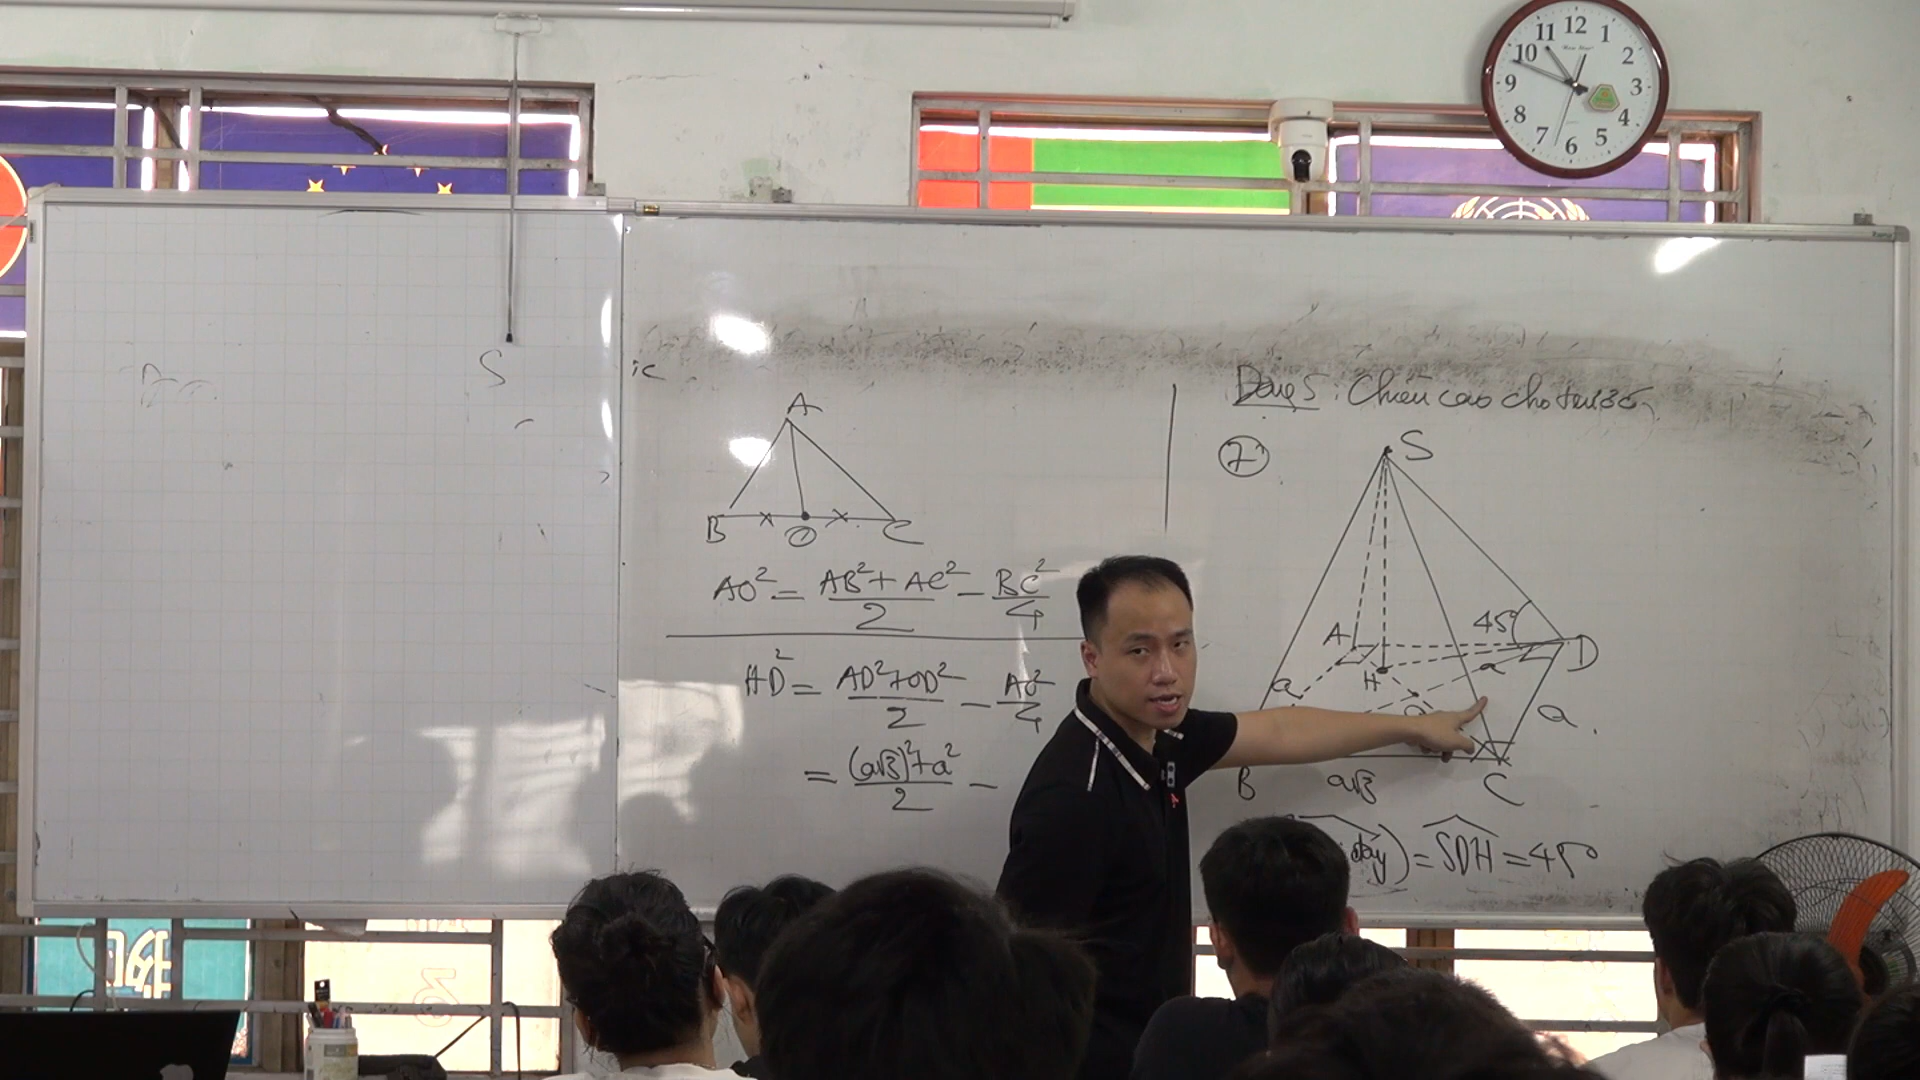 12
11
1
10
2
9
3
8
4
7
5
6
S
A
B
O
C
AO² = (AB² + AC²)/2 − BC²/4
HD² = (AD² + OD²)/2 − AO²/4
= ((a√3)² + a²)/2 −
Dạng 5: Chiều cao cho trước
7
S
45°
A
D
a
H
a
O
a
B
a√3
C
đáy) = SDH = 45°